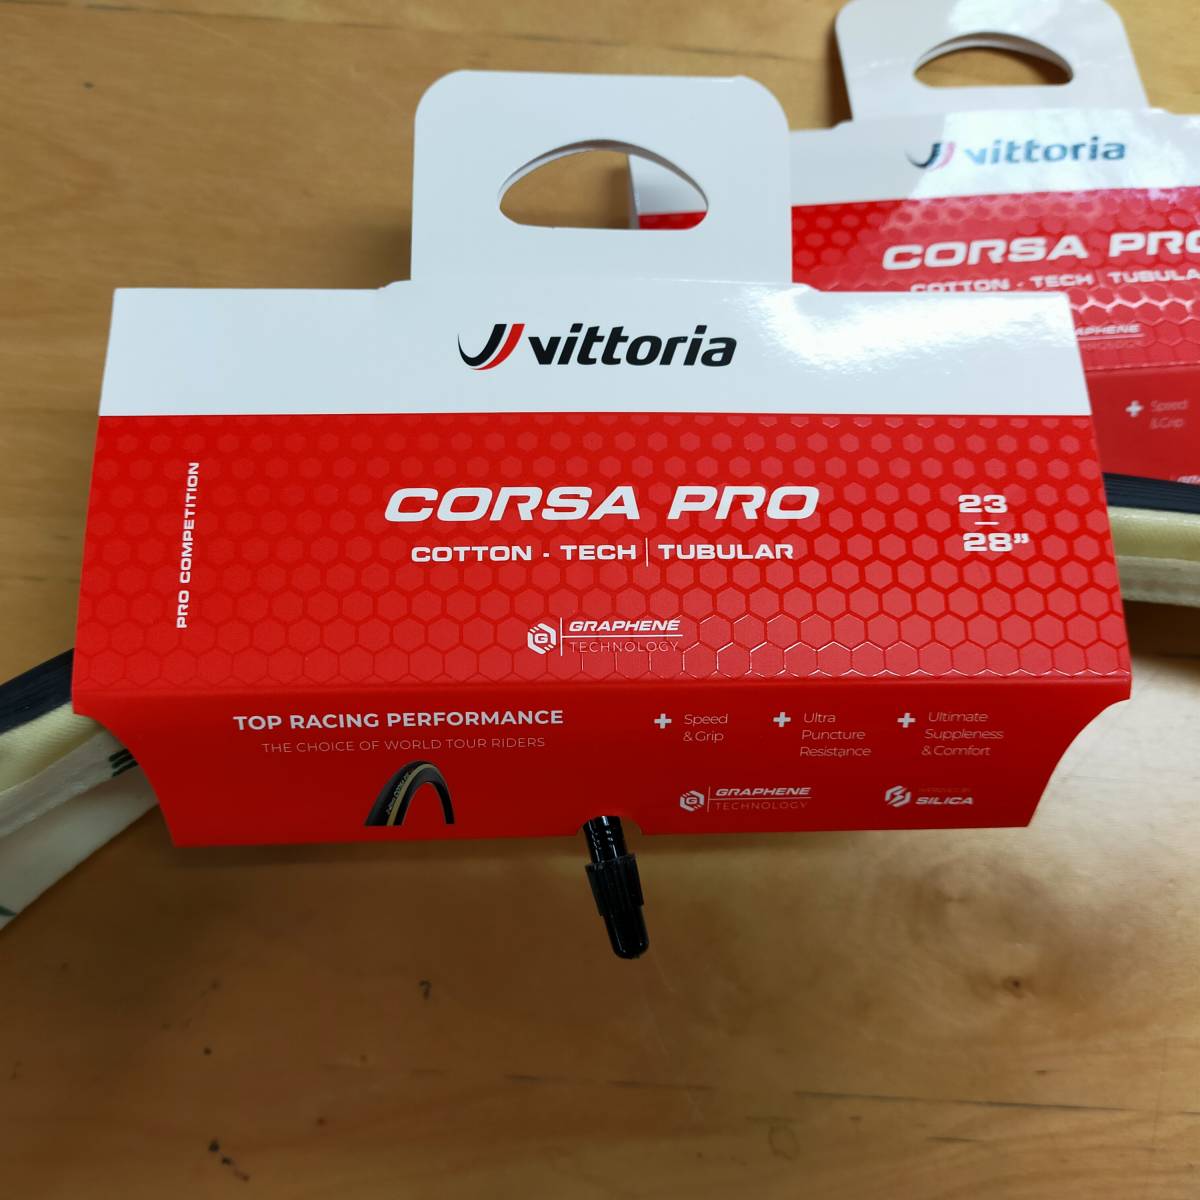 vittoria
CORSA PRO
COTTON - TECH | TUBULAR
GRAPHENE
+ Speed
& Grip
vittoria
PRO COMPETITION
CORSA PRO
COTTON - TECH | TUBULAR
23
28”
G GRAPHENE
TECHNOLOGY
TOP RACING PERFORMANCE
THE CHOICE OF WORLD TOUR RIDERS
+ Speed
& Grip
+ Ultra
Puncture
Resistance
+ Ultimate
Suppleness
& Comfort
G GRAPHENE
TECHNOLOGY
SILICA